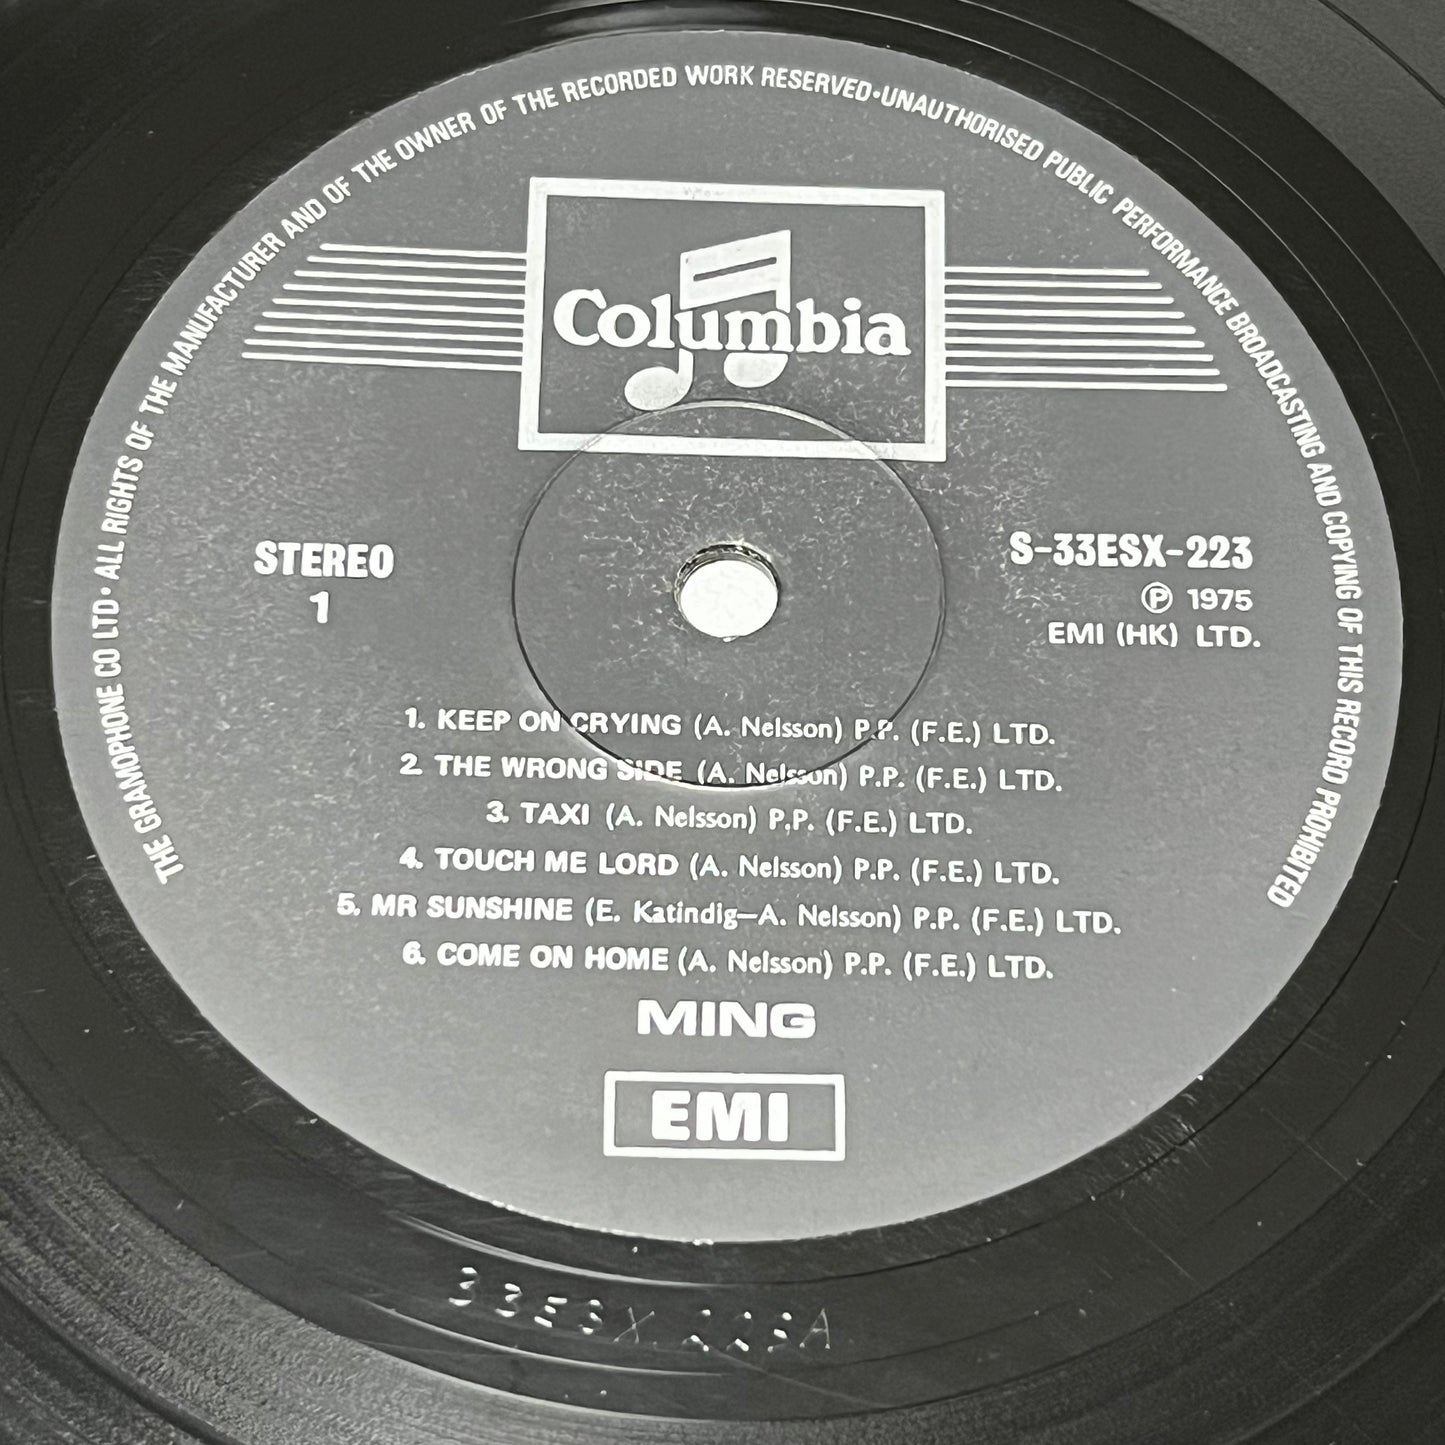 THE GRAMOPHONE CO LTD• ALL RIGHTS OF THE MANUFACTURER AND OF THE OWNER OF THE RECORDED WORK RESERVED•UNAUTHORISED PUBLIC PERFORMANCE BROADCASTING AND COPYING OF THIS RECORD PROHIBITED
Columbia
STEREO
1
S-33ESX-223
Ⓟ 1975
EMI (HK) LTD.
1. KEEP ON CRYING (A. Nelsson) P.P. (F.E.) LTD.
2. THE WRONG SIDE (A. Nelsson) P.P. (F.E.) LTD.
3. TAXI (A. Nelsson) P.P. (F.E.) LTD.
4. TOUCH ME LORD (A. Nelsson) P.P. (F.E.) LTD.
5. MR SUNSHINE (E. Katindig—A. Nelsson) P.P. (F.E.) LTD.
6. COME ON HOME (A. Nelsson) P.P. (F.E.) LTD.
MING
EMI
33ESX 223A